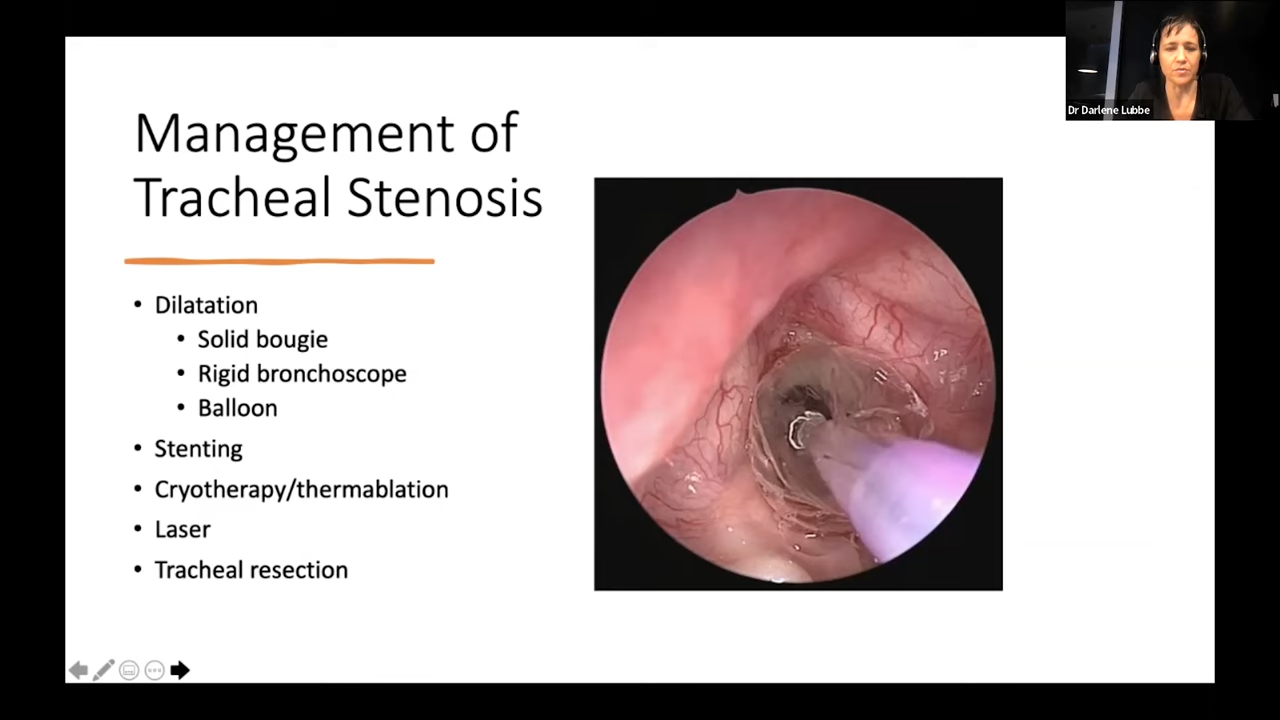 Dr Darlene Lubbe
Management of
Tracheal Stenosis
• Dilatation
• Solid bougie
• Rigid bronchoscope
• Balloon
• Stenting
• Cryotherapy/thermablation
• Laser
• Tracheal resection